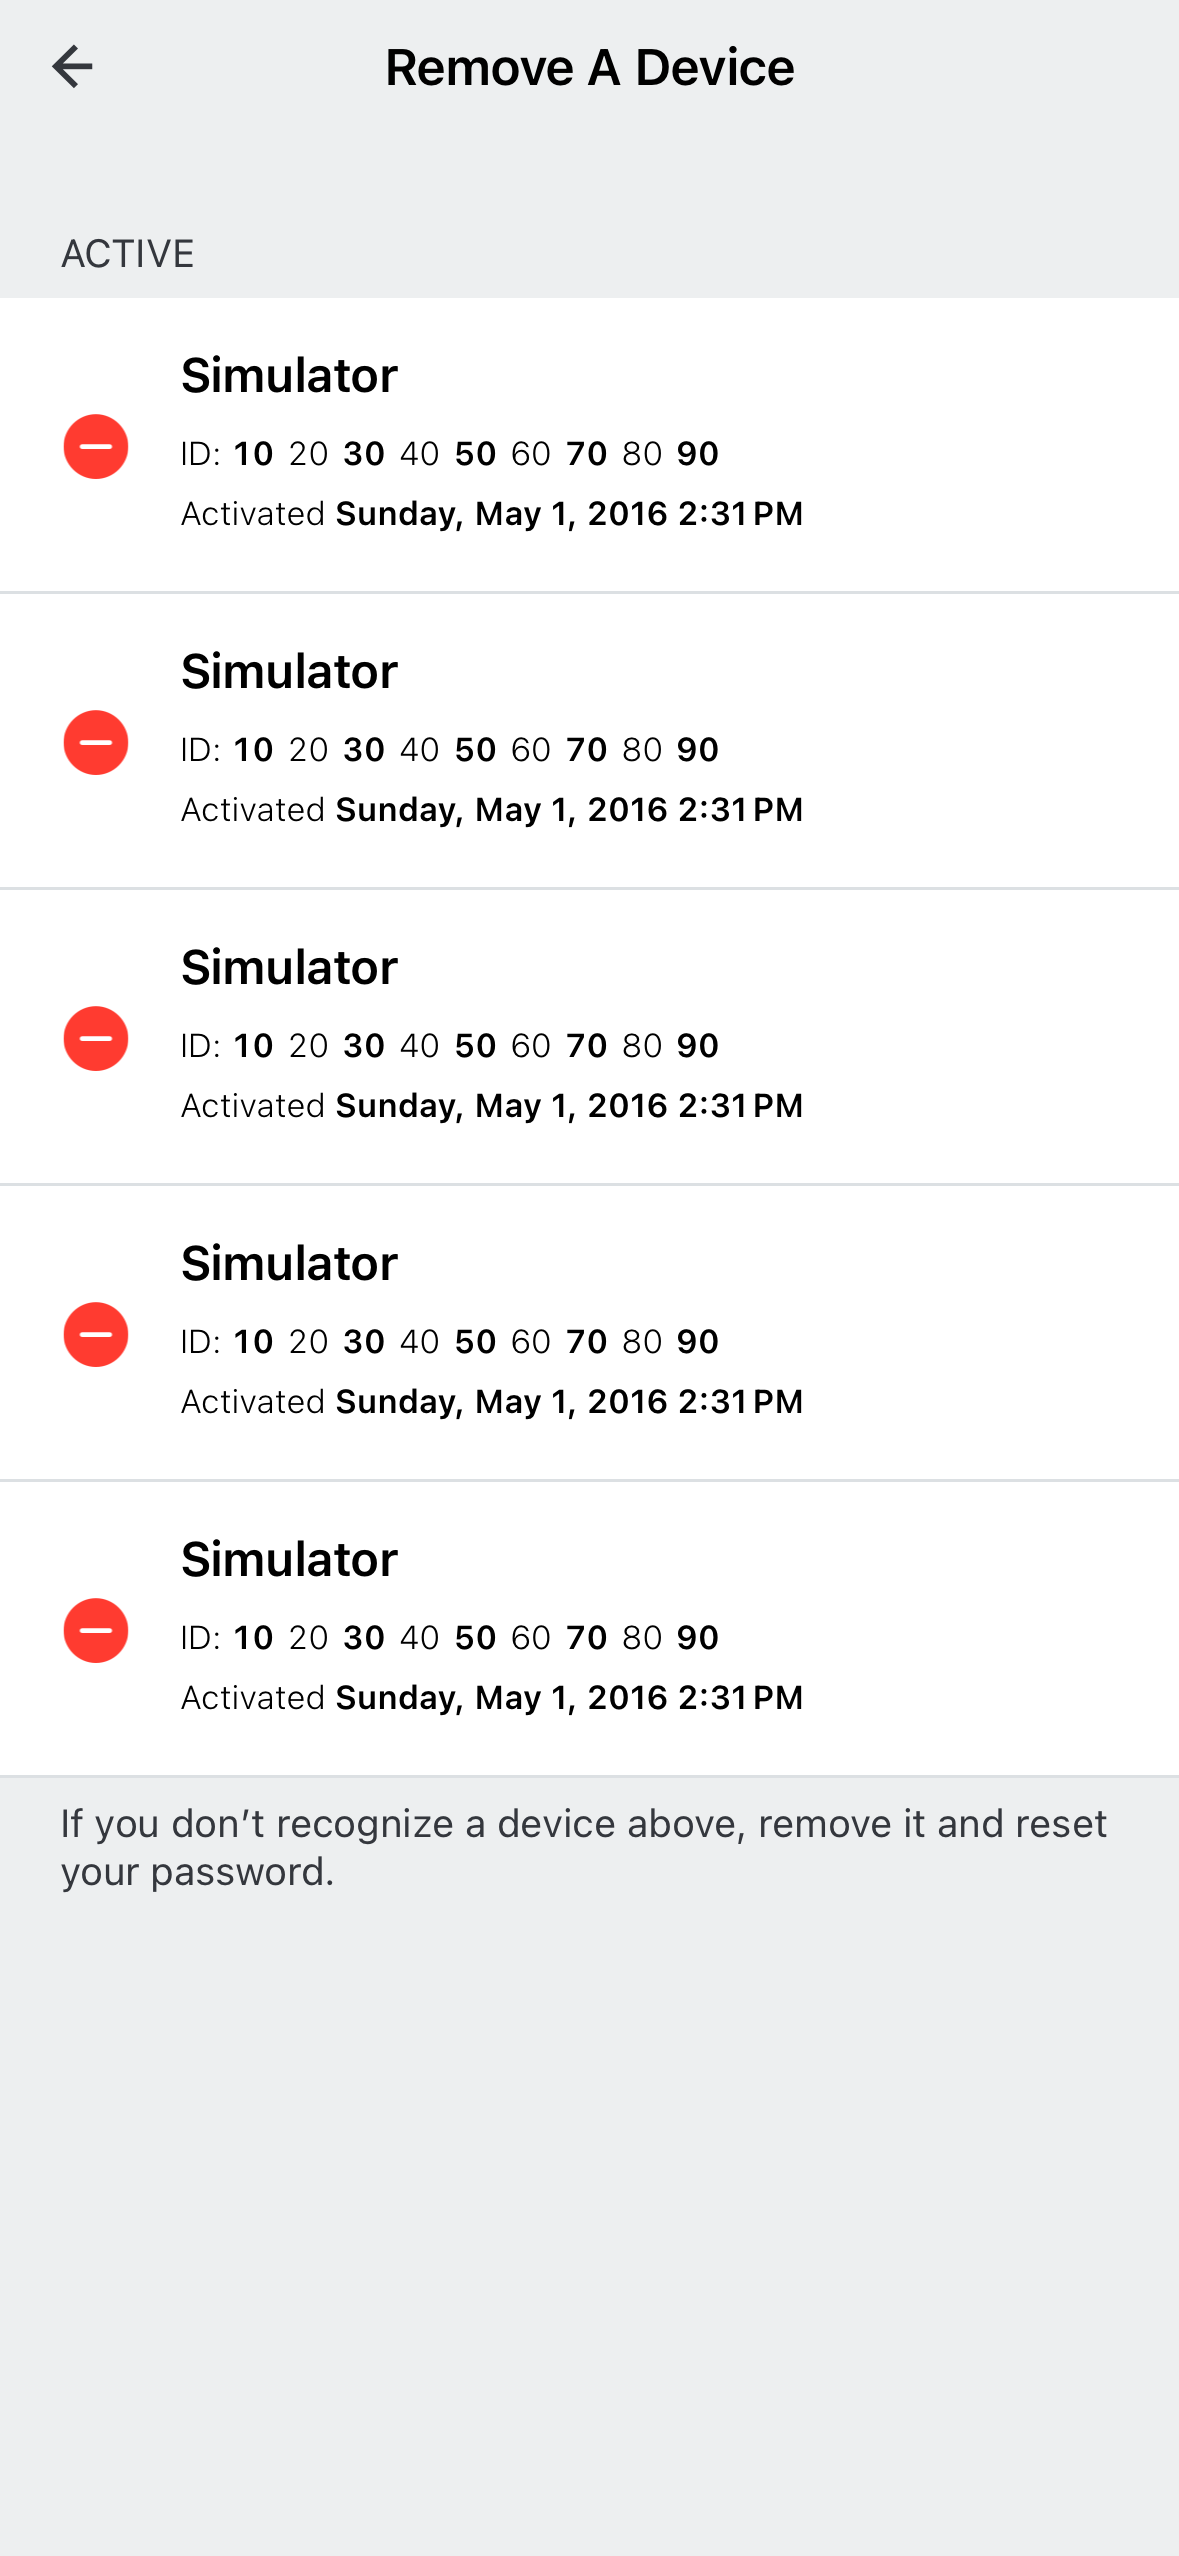 Remove A Device
ACTIVE
Simulator
ID: 10 20 30 40 50 60 70 80 90
Activated Sunday, May 1, 2016 2:31 PM
Simulator
ID: 10 20 30 40 50 60 70 80 90
Activated Sunday, May 1, 2016 2:31 PM
Simulator
ID: 10 20 30 40 50 60 70 80 90
Activated Sunday, May 1, 2016 2:31 PM
Simulator
ID: 10 20 30 40 50 60 70 80 90
Activated Sunday, May 1, 2016 2:31 PM
Simulator
ID: 10 20 30 40 50 60 70 80 90
Activated Sunday, May 1, 2016 2:31 PM
If you don’t recognize a device above, remove it and reset
your password.